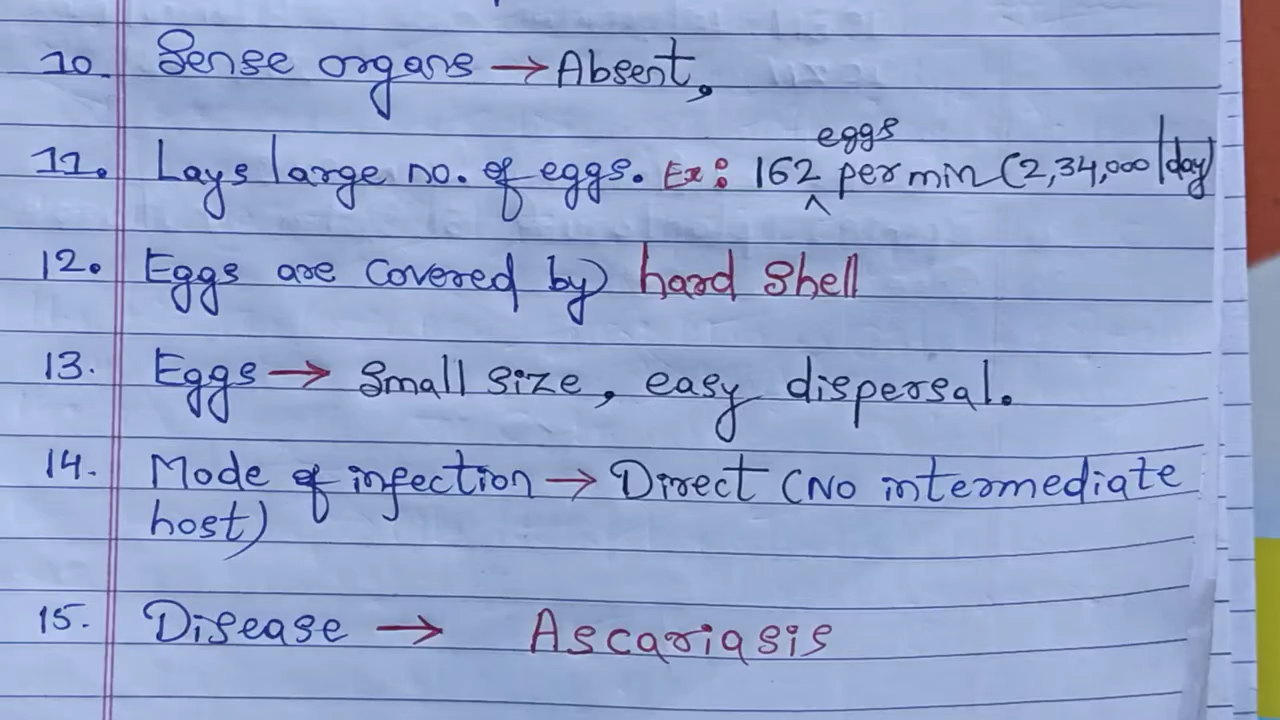 10. Sense organs → Absent,
eggs
11. Lays large no. of eggs. Ex: 162 ^ per min (2,34,000/day)
12. Eggs are covered by hard shell
13. Eggs → Small size, easy dispersal.
14. Mode of infection → Direct (No intermediate
host)
15. Disease → Ascariasis